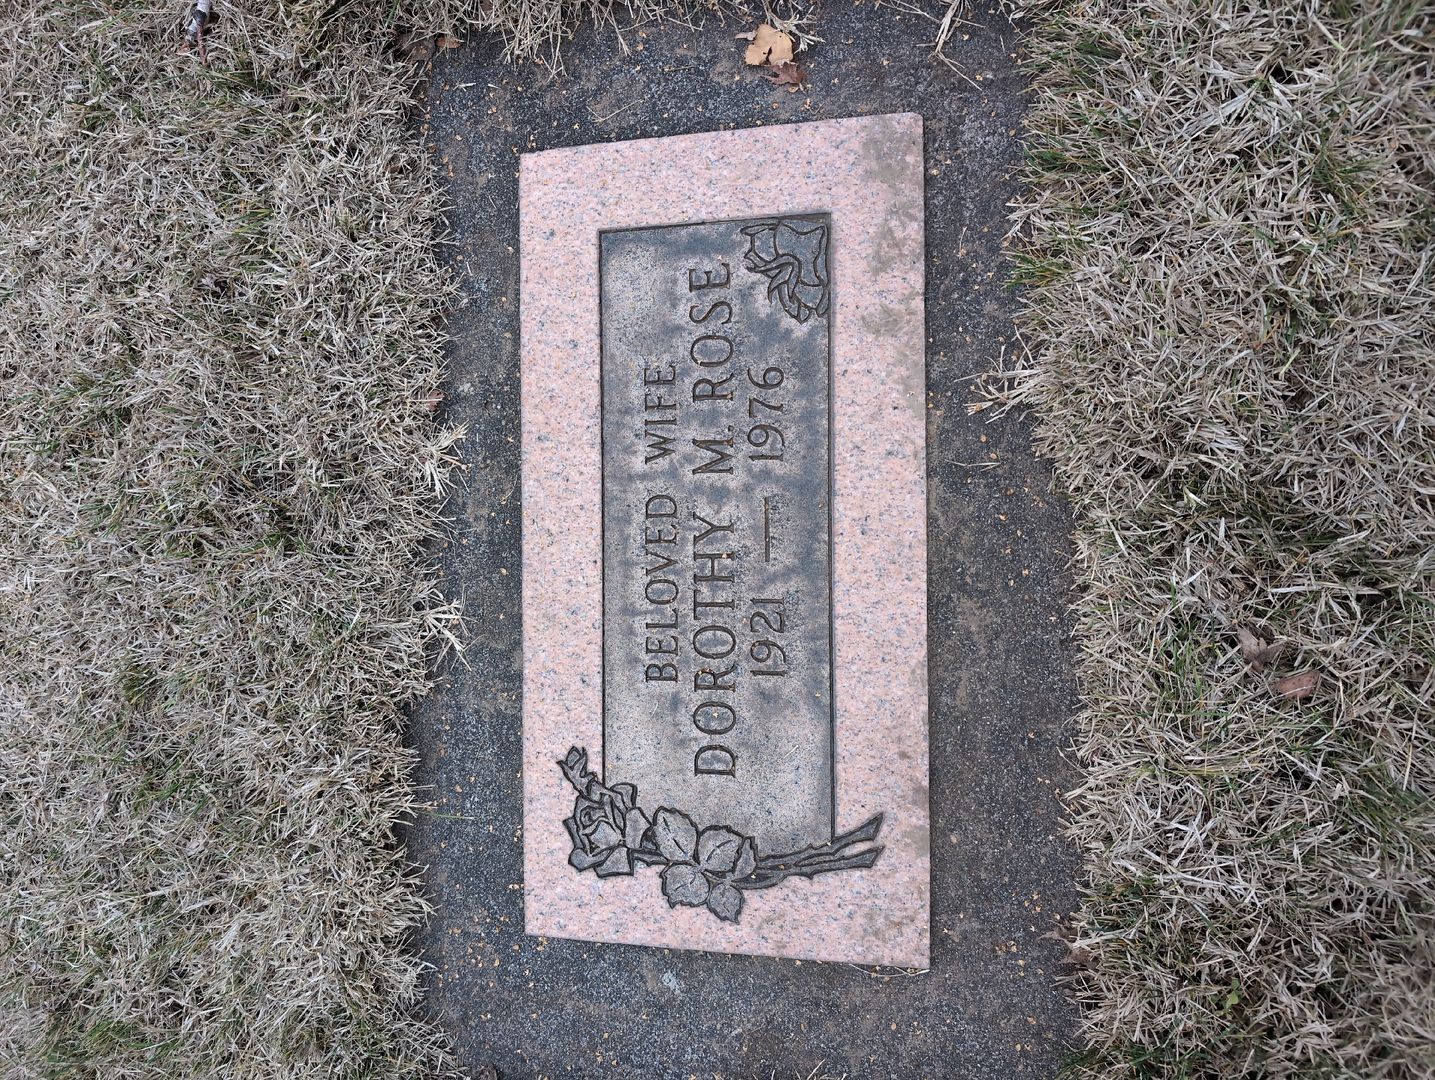 BELOVED WIFE
DOROTHY M. ROSE
1921 — 1976